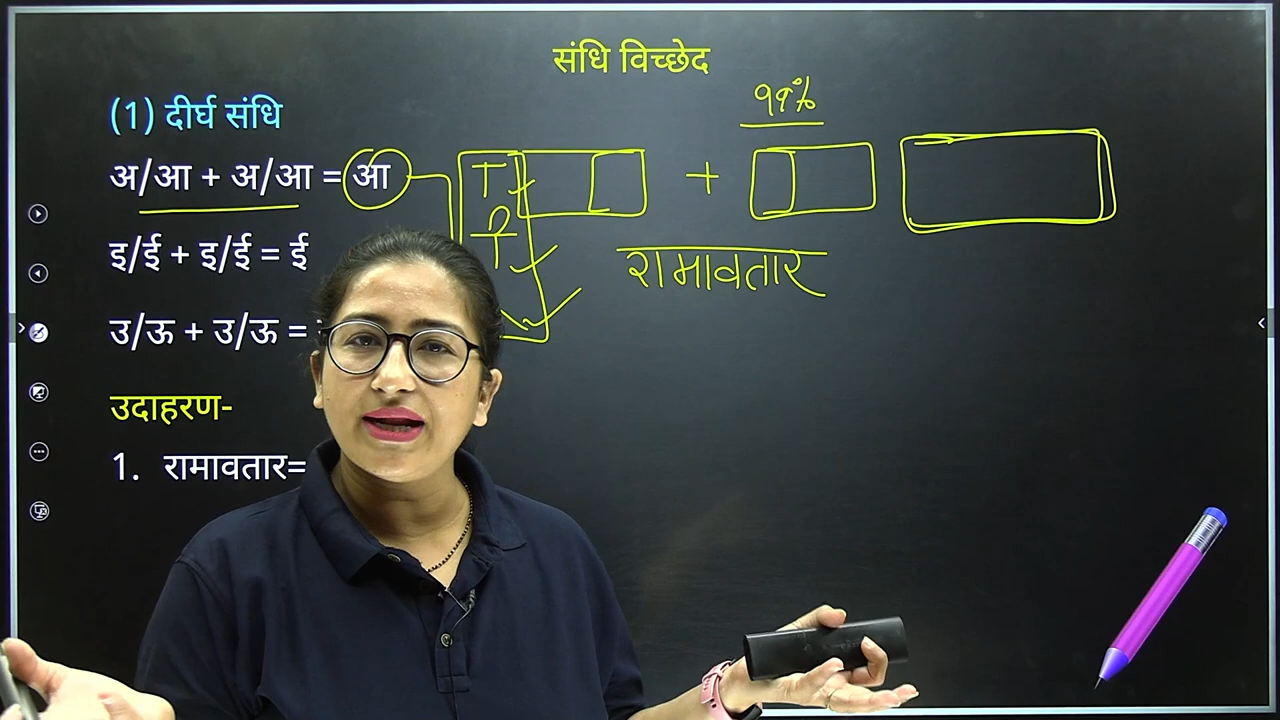 संधि विच्छेद
(1) दीर्घ संधि
99%
अ/आ + अ/आ = आ
+
इ/ई + इ/ई = ई
रामावतार
उ/ऊ + उ/ऊ =
उदाहरण-
1. रामावतार=